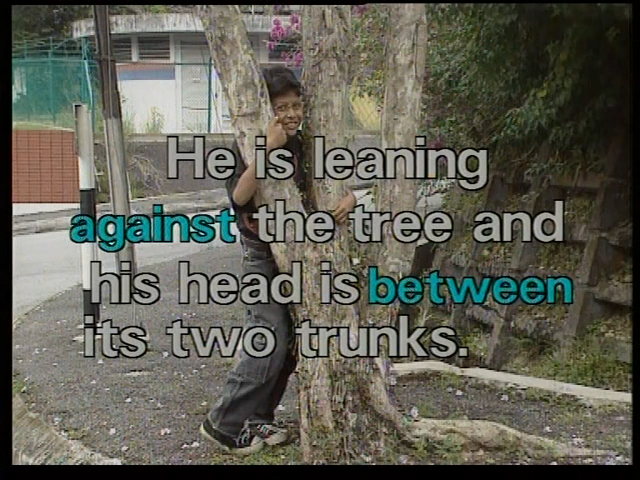 He is leaning
against the tree and
his head is between
its two trunks.